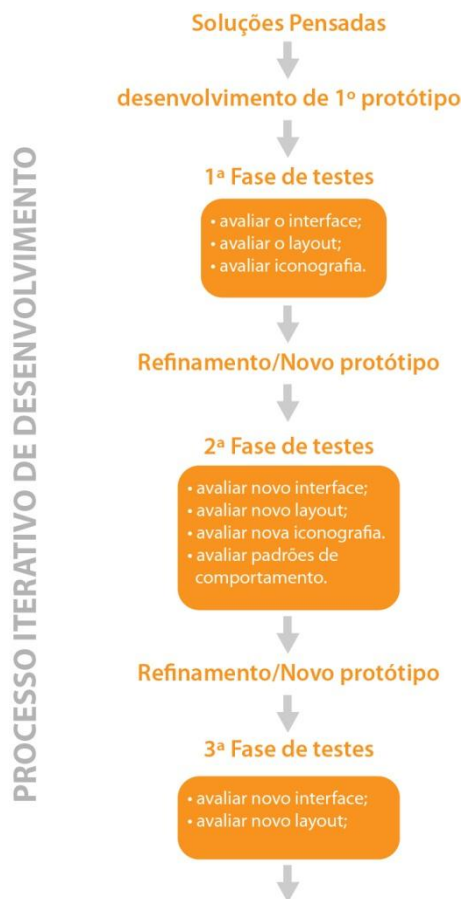 PROCESSO ITERATIVO DE DESENVOLVIMENTO
Soluções Pensadas
desenvolvimento de 1º protótipo
1ª Fase de testes
• avaliar o interface;
• avaliar o layout;
• avaliar iconografia.
Refinamento/Novo protótipo
2ª Fase de testes
• avaliar novo interface;
• avaliar novo layout;
• avaliar nova iconografia.
• avaliar padrões de
comportamento.
Refinamento/Novo protótipo
3ª Fase de testes
• avaliar novo interface;
• avaliar novo layout;